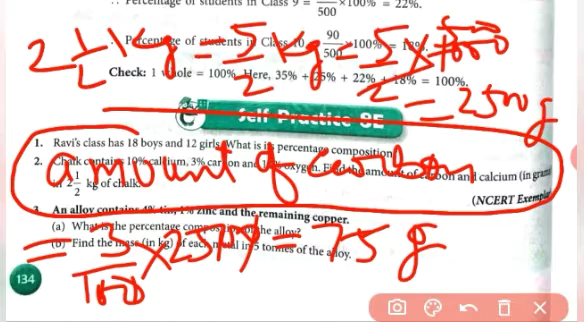 Percentage of students in Class 9 = ×100% = 22%.
500
Percentage of students in Class 10 90/500 ×100% = 18%.
2 1/2 kg = 5/2 kg = 5/2 × 1000
Check: 1 whole = 100%. Here, 35% + 25% + 22% + 18% = 100%.
= 2500 g
Self Practice 8E
1. Ravi's class has 18 boys and 12 girls. What is its percentage composition
2. Chalk contains 10% calcium, 3% carbon and oxygen. Find the amount of carbon and calcium (in
in 2 1/2 kg of chalk.
amount of carbon
(NCERT
3. An alloy contains zinc and the remaining copper.
(a) What is the percentage composition of the alloy?
(b) Find the mass (in kg) of each metal in 5 tonnes of the alloy.
= 3/100 × 2500 = 75 g
134